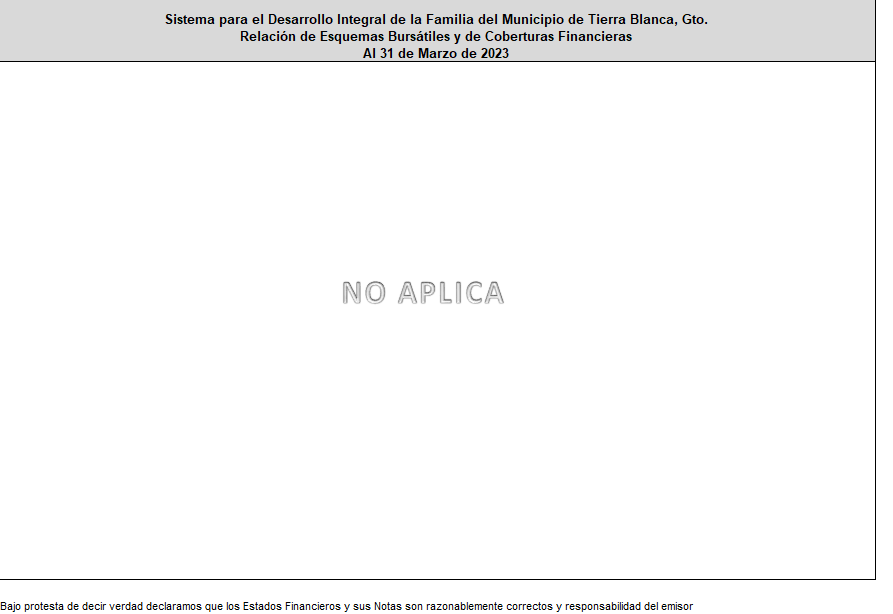 Sistema para el Desarrollo Integral de la Familia del Municipio de Tierra Blanca, Gto.
Relación de Esquemas Bursátiles y de Coberturas Financieras
Al 31 de Marzo de 2023
NO APLICA
Bajo protesta de decir verdad declaramos que los Estados Financieros y sus Notas son razonablemente correctos y responsabilidad del emisor